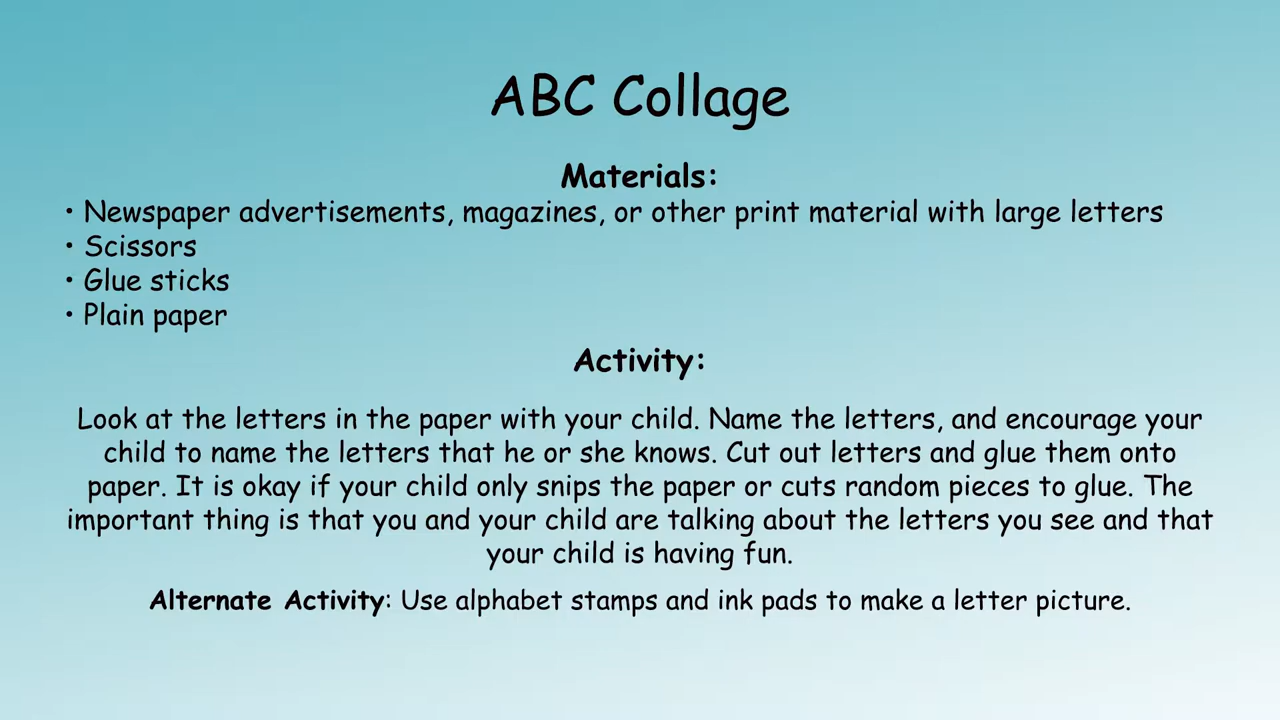 ABC Collage
Materials:
• Newspaper advertisements, magazines, or other print material with large letters
• Scissors
• Glue sticks
• Plain paper
Activity:
Look at the letters in the paper with your child. Name the letters, and encourage your
child to name the letters that he or she knows. Cut out letters and glue them onto
paper. It is okay if your child only snips the paper or cuts random pieces to glue. The
important thing is that you and your child are talking about the letters you see and that
your child is having fun.
Alternate Activity: Use alphabet stamps and ink pads to make a letter picture.